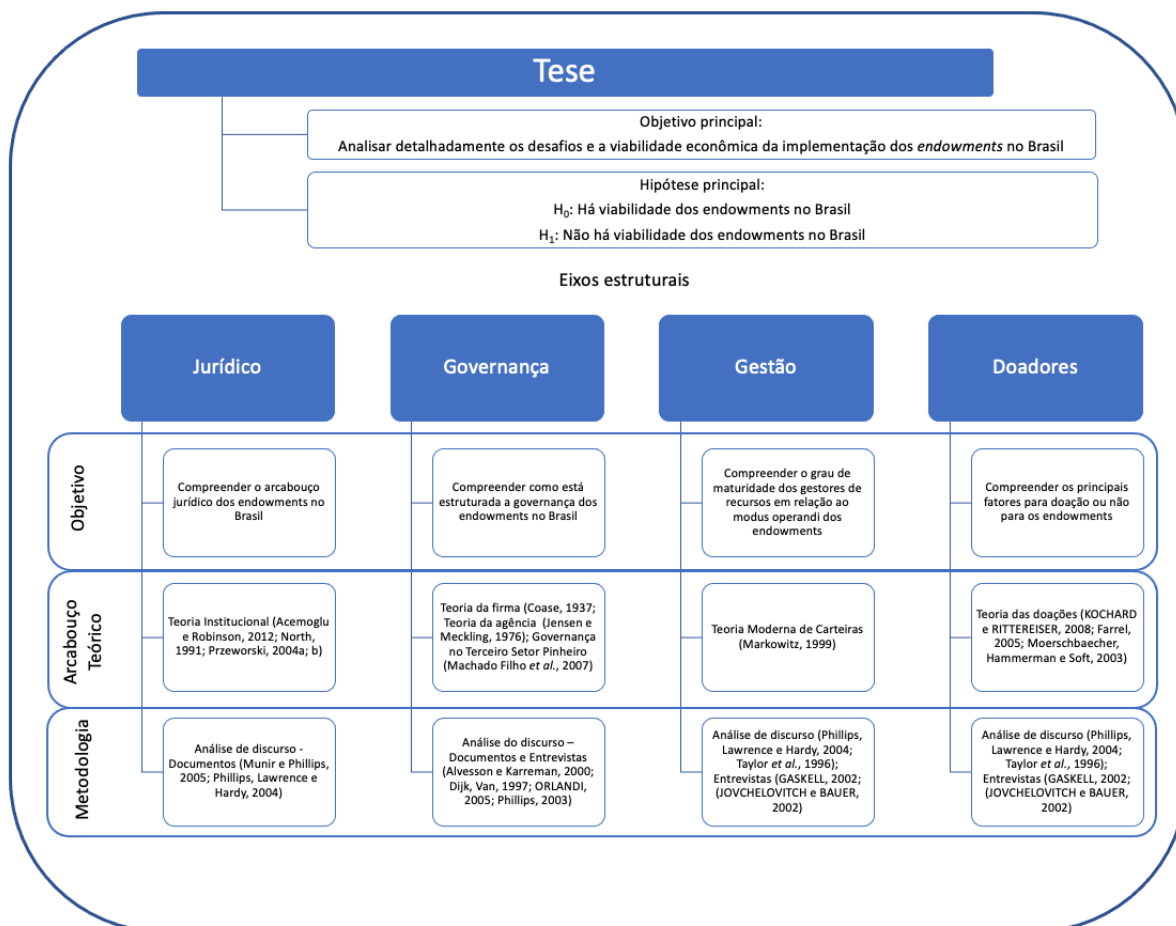 Tese
Objetivo principal:
Analisar detalhadamente os desafios e a viabilidade econômica da implementação dos endowments no Brasil
Hipótese principal:
H₀: Há viabilidade dos endowments no Brasil
H₁: Não há viabilidade dos endowments no Brasil
Eixos estruturais
Jurídico
Governança
Gestão
Doadores
Objetivo
Compreender o arcabouço
jurídico dos endowments no
Brasil
Compreender como está
estruturada a governança dos
endowments no Brasil
Compreender o grau de
maturidade dos gestores de
recursos em relação ao
modus operandi dos
endowments
Compreender os principais
fatores para doação ou não
para os endowments
Arcabouço
Teórico
Teoria Institucional (Acemoglu
e Robinson, 2012; North,
1991; Przeworski, 2004a; b)
Teoria da firma (Coase, 1937;
Teoria da agência (Jensen e
Meckling, 1976); Governança
no Terceiro Setor Pinheiro
(Machado Filho et al., 2007)
Teoria Moderna de Carteiras
(Markowitz, 1999)
Teoria das doações (KOCHARD
e RITTEREISER, 2008; Farrel,
2005; Moerschbaecher,
Hammerman e Soft, 2003)
Metodologia
Análise de discurso -
Documentos (Munir e Phillips,
2005; Phillips, Lawrence e
Hardy, 2004)
Análise do discurso –
Documentos e Entrevistas
(Alvesson e Karreman, 2000;
Dijk, Van, 1997; ORLANDI,
2005; Phillips, 2003)
Análise de discurso (Phillips,
Lawrence e Hardy, 2004;
Taylor et al., 1996);
Entrevistas (GASKELL, 2002;
(JOVCHELOVITCH e BAUER,
2002)
Análise de discurso (Phillips,
Lawrence e Hardy, 2004;
Taylor et al., 1996);
Entrevistas (GASKELL, 2002;
(JOVCHELOVITCH e BAUER,
2002)